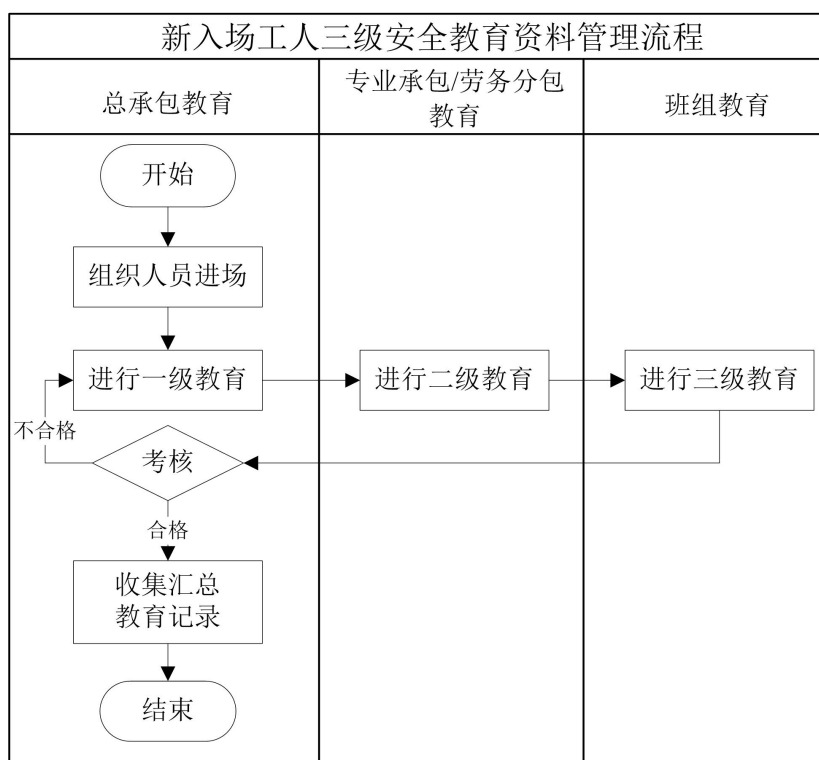 新入场工人三级安全教育资料管理流程
总承包教育
专业承包/劳务分包
教育
班组教育
开始
组织人员进场
进行一级教育
进行二级教育
进行三级教育
不合格
考核
合格
收集汇总
教育记录
结束